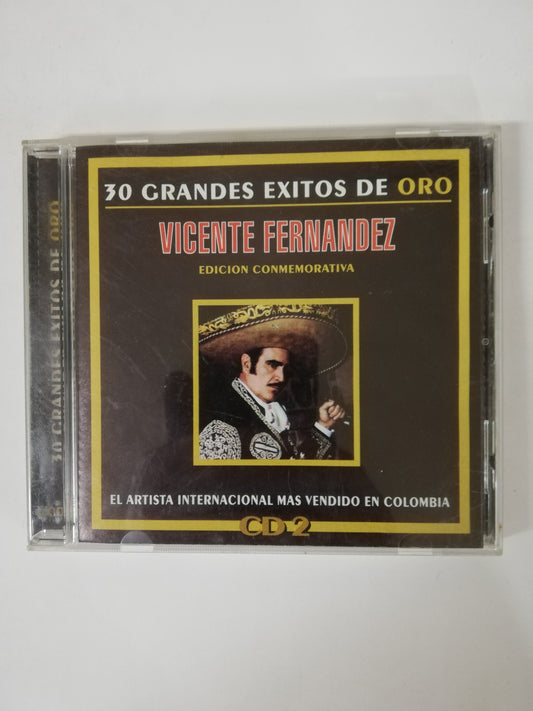 30 GRANDES EXITOS DE ORO
VICENTE FERNANDEZ
EDICION CONMEMORATIVA
EL ARTISTA INTERNACIONAL MAS VENDIDO EN COLOMBIA
CD 2
30 GRANDES EXITOS DE ORO